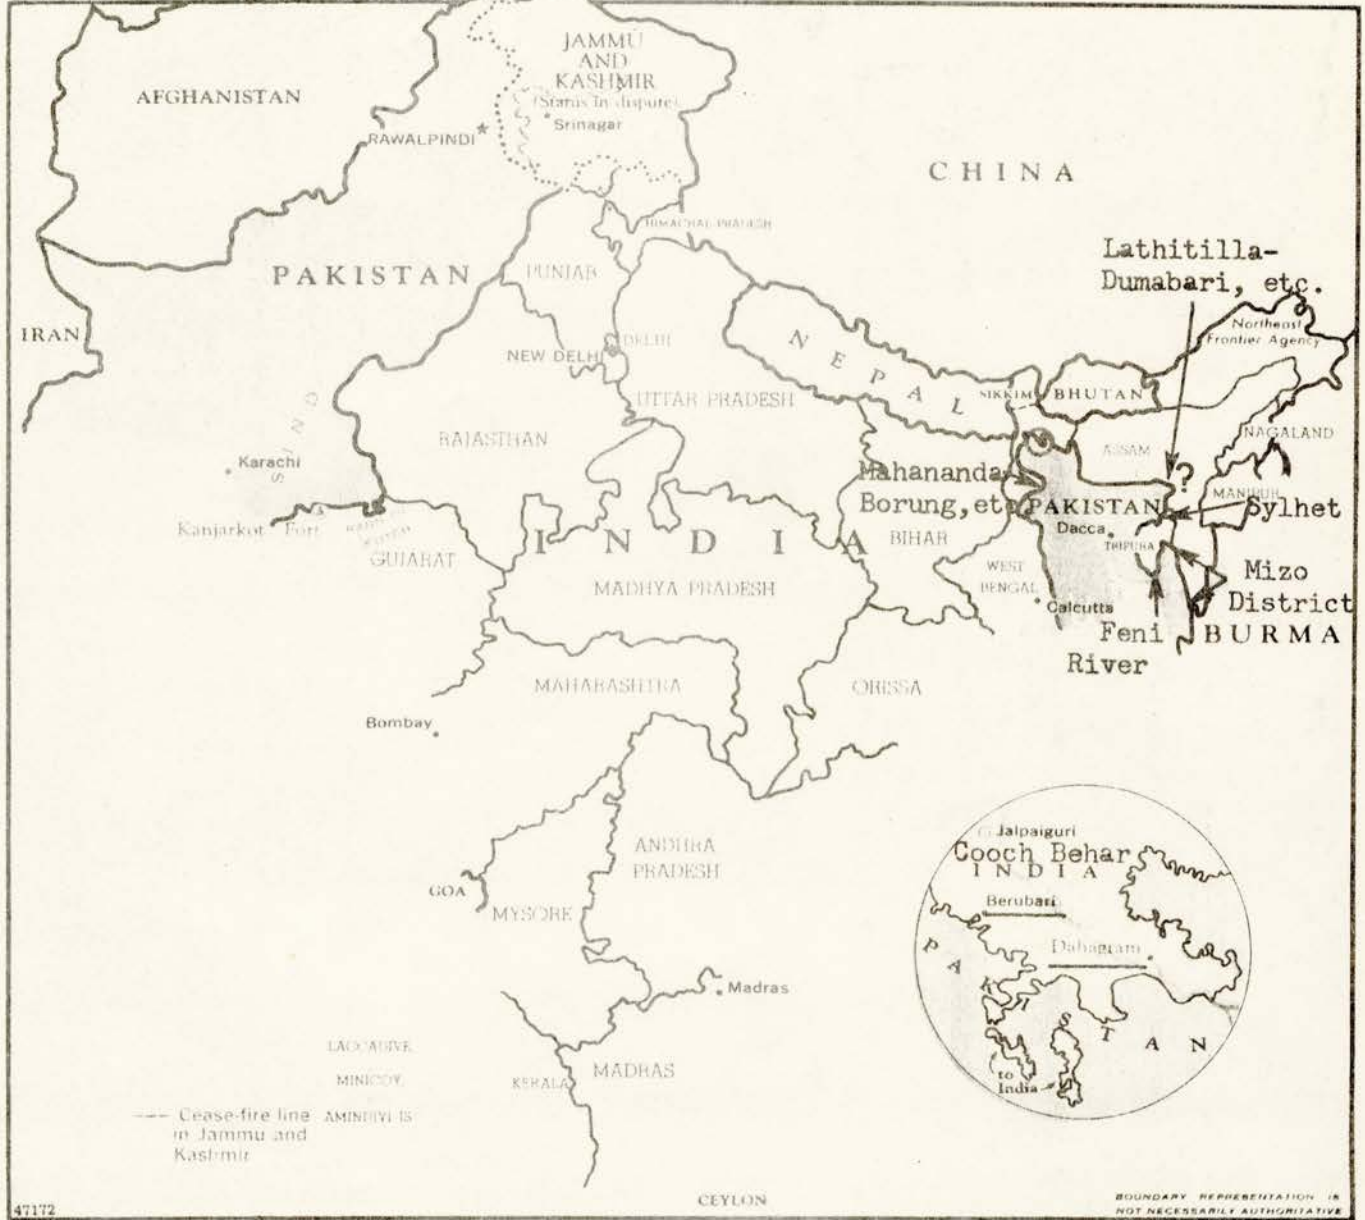 JAMMU
AND
KASHMIR
(Status in dispute)
Srinagar
AFGHANISTAN
RAWALPINDI
CHINA
HIMACHAL PRADESH
Lathitilla-
Dumabari, etc.
PAKISTAN
PUNJAB
IRAN
Northeast
Frontier Agency
DELHI
NEW DELHI
NEPAL
SIKKIM
BHUTAN
UTTAR PRADESH
SIND
RAJASTHAN
NAGALAND
ASSAM
Karachi
Mahananda-
Borung, etc
?
MANIPUR
PAKISTAN
Sylhet
Kanjarkot Fort
Dacca
TRIPURA
INDIA
BIHAR
GUJARAT
WEST
BENGAL
Mizo
District
MADHYA PRADESH
Calcutta
Feni
River
BURMA
MAHARASHTRA
ORISSA
Bombay
Jalpaiguri
Cooch Behar
INDIA
ANDHRA
PRADESH
GOA
MYSORE
Berubari
Dahagram
PAKISTAN
Madras
to
India
LACCADIVE
MINICOY
AMINDIVI IS
KERALA
MADRAS
Cease-fire line
in Jammu and
Kashmir
CEYLON
47172
BOUNDARY REPRESENTATION IS
NOT NECESSARILY AUTHORITATIVE